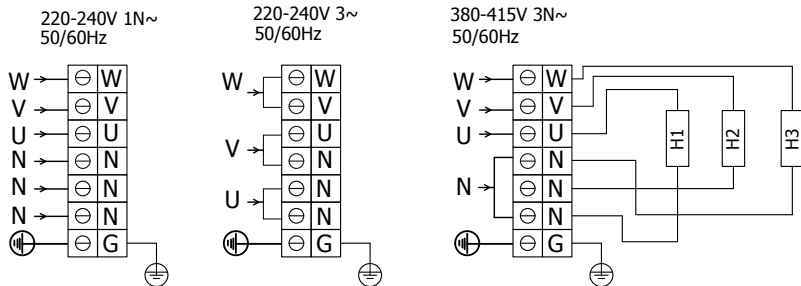 220-240V 1N~
50/60Hz
W
V
U
N
N
N
W
V
U
N
N
N
G
220-240V 3~
50/60Hz
W
V
U
W
V
U
N
N
N
G
380-415V 3N~
50/60Hz
W
V
U
N
W
V
U
N
N
N
G
H1
H2
H3